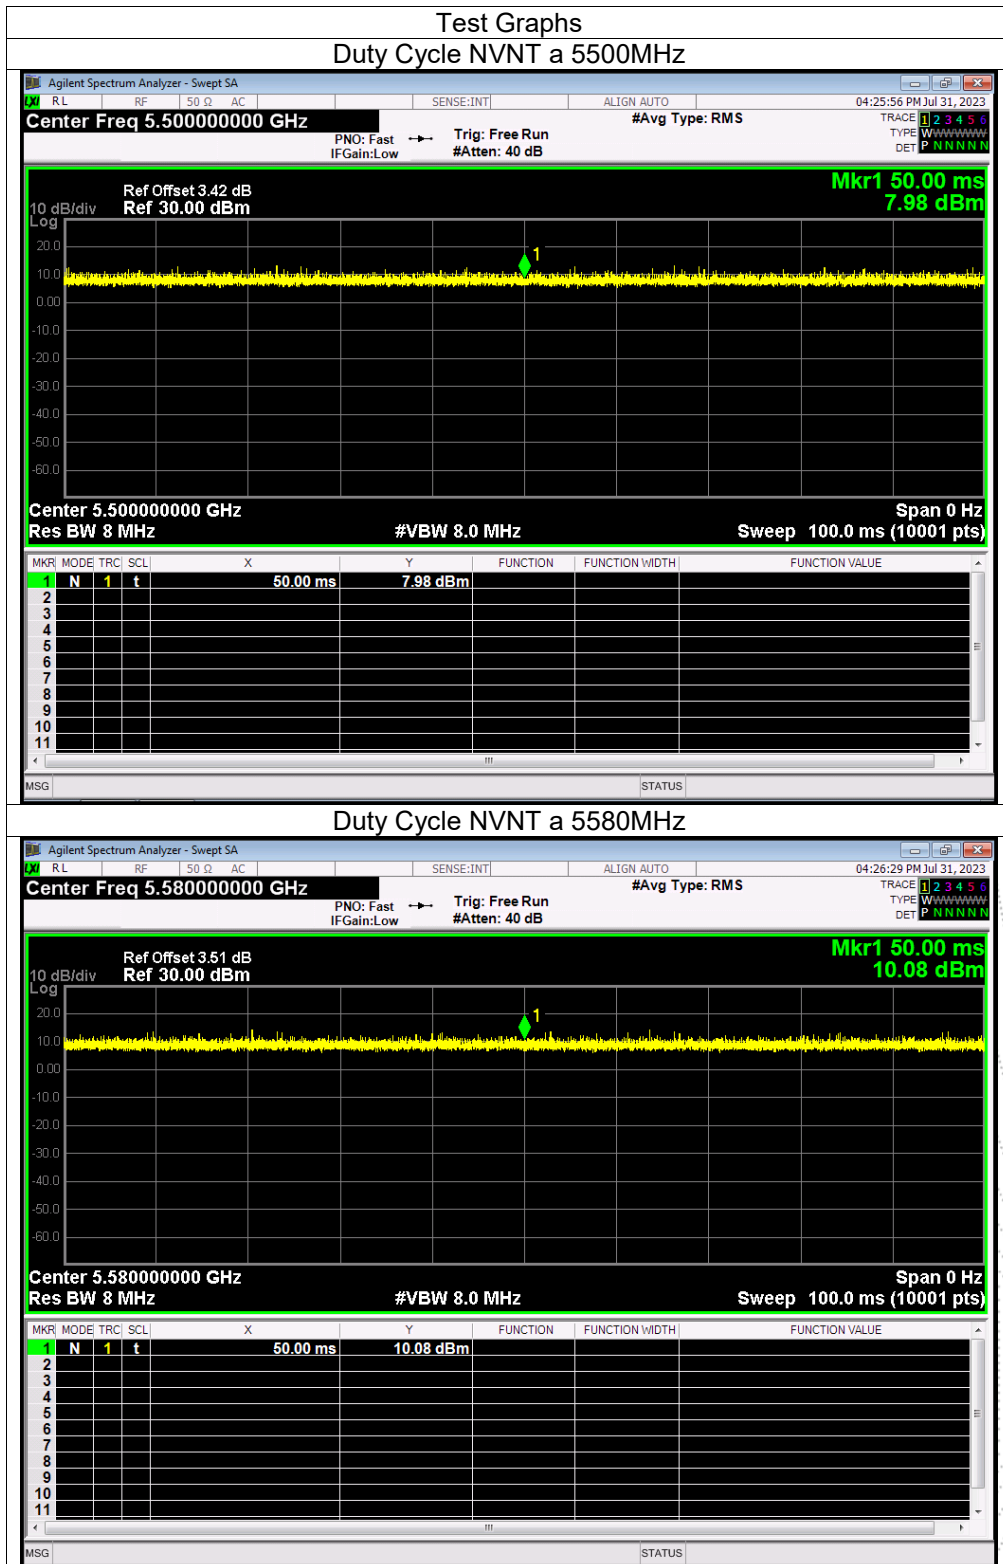 Test Graphs
Duty Cycle NVNT a 5500MHz
Agilent Spectrum Analyzer - Swept SA
LXI RL RF 50 Ω AC SENSE:INT ALIGN AUTO 04:25:56 PM Jul 31, 2023
Center Freq 5.500000000 GHz #Avg Type: RMS TRACE 1 2 3 4 5 6
PNO: Fast Trig: Free Run TYPE WWWWWW
IFGain:Low #Atten: 40 dB DET P N N N N N
Mkr1 50.00 ms
Ref Offset 3.42 dB
10 dB/div Ref 30.00 dBm 7.98 dBm
Log
20.0
1
10.0
0.00
-10.0
-20.0
-30.0
-40.0
-50.0
-60.0
Center 5.500000000 GHz Span 0 Hz
Res BW 8 MHz #VBW 8.0 MHz Sweep 100.0 ms (10001 pts)
MKR MODE TRC SCL X Y FUNCTION FUNCTION WIDTH FUNCTION VALUE
1 N 1 t 50.00 ms 7.98 dBm
2
3
4
5
6
7
8
9
10
11
MSG STATUS
Duty Cycle NVNT a 5580MHz
Agilent Spectrum Analyzer - Swept SA
LXI RL RF 50 Ω AC SENSE:INT ALIGN AUTO 04:26:29 PM Jul 31, 2023
Center Freq 5.580000000 GHz #Avg Type: RMS TRACE 1 2 3 4 5 6
PNO: Fast Trig: Free Run TYPE WWWWWW
IFGain:Low #Atten: 40 dB DET P N N N N N
Mkr1 50.00 ms
Ref Offset 3.51 dB
10 dB/div Ref 30.00 dBm 10.08 dBm
Log
20.0
1
10.0
0.00
-10.0
-20.0
-30.0
-40.0
-50.0
-60.0
Center 5.580000000 GHz Span 0 Hz
Res BW 8 MHz #VBW 8.0 MHz Sweep 100.0 ms (10001 pts)
MKR MODE TRC SCL X Y FUNCTION FUNCTION WIDTH FUNCTION VALUE
1 N 1 t 50.00 ms 10.08 dBm
2
3
4
5
6
7
8
9
10
11
MSG STATUS